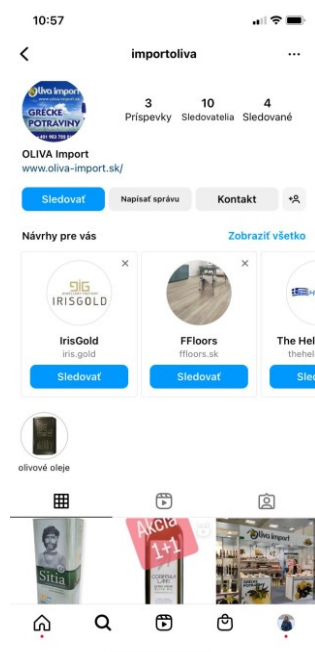 10:57
importoliva
Oliva import
GRÉCKE
POTRAVINY
3 10 4
Príspevky Sledovatelia Sledované
OLIVA Import
www.oliva-import.sk/
Sledovať Napísať správu Kontakt
Návrhy pre vás Zobraziť všetko
IRISGOLD
IrisGold FFloors The Hel
iris.gold ffloors.sk thehel
Sledovať Sledovať Sle
olivové oleje
Sitia
Akcia
1+1
Oliva import